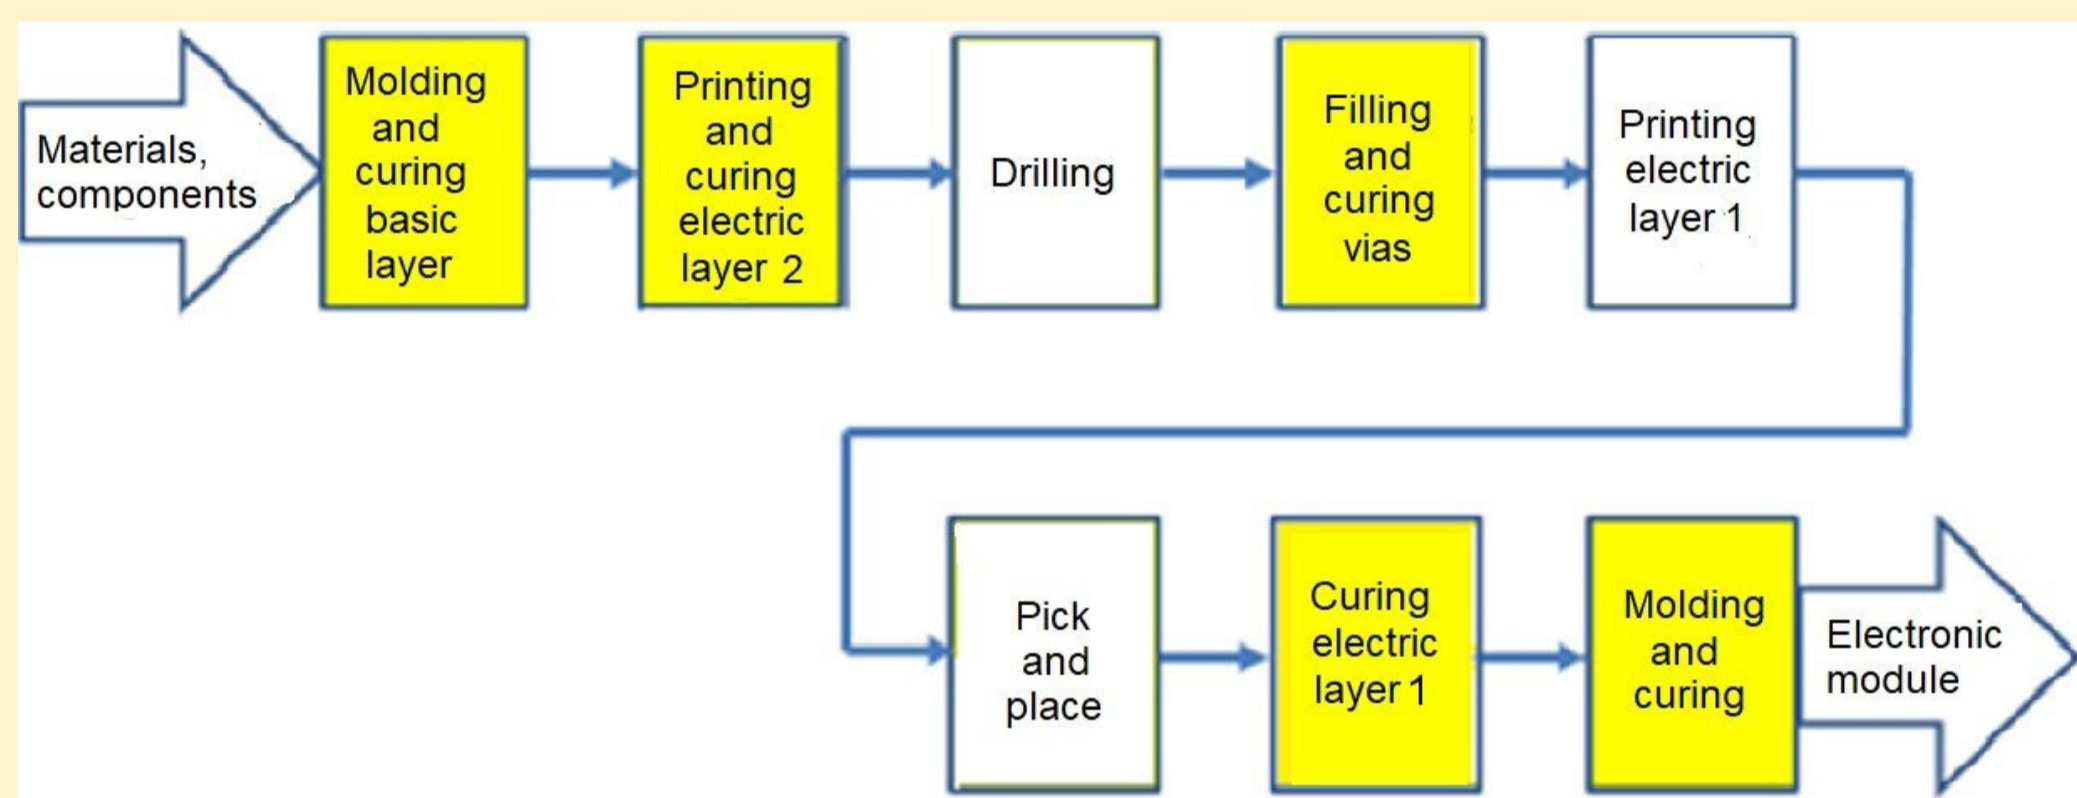 Materials,
components
Molding
and
curing
basic
layer
Printing
and
curing
electric
layer 2
Drilling
Filling
and
curing
vias
Printing
electric
layer 1
Pick
and
place
Curing
electric
layer 1
Molding
and
curing
Electronic
module